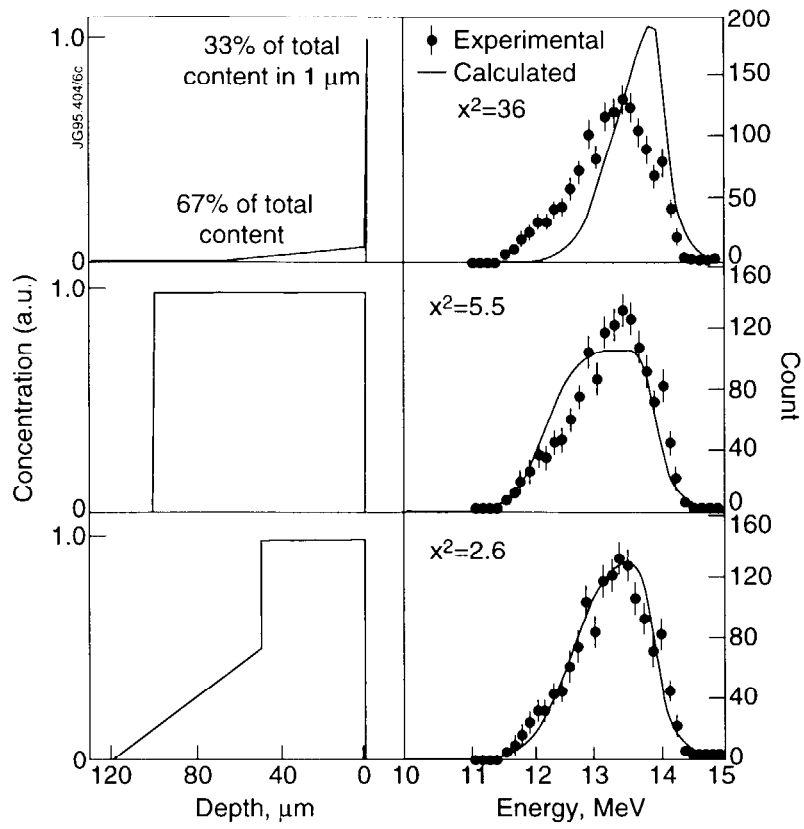 1.0
33% of total
content in 1 μm
JG95.404/6c
67% of total
content
0
Experimental
Calculated
x²=36
200
150
100
50
0
1.0
0
x²=5.5
160
120
80
40
0
1.0
0
x²=2.6
160
120
80
40
0
Concentration (a.u.)
Count
120
80
40
0
Depth, μm
10
11
12
13
14
15
Energy, MeV